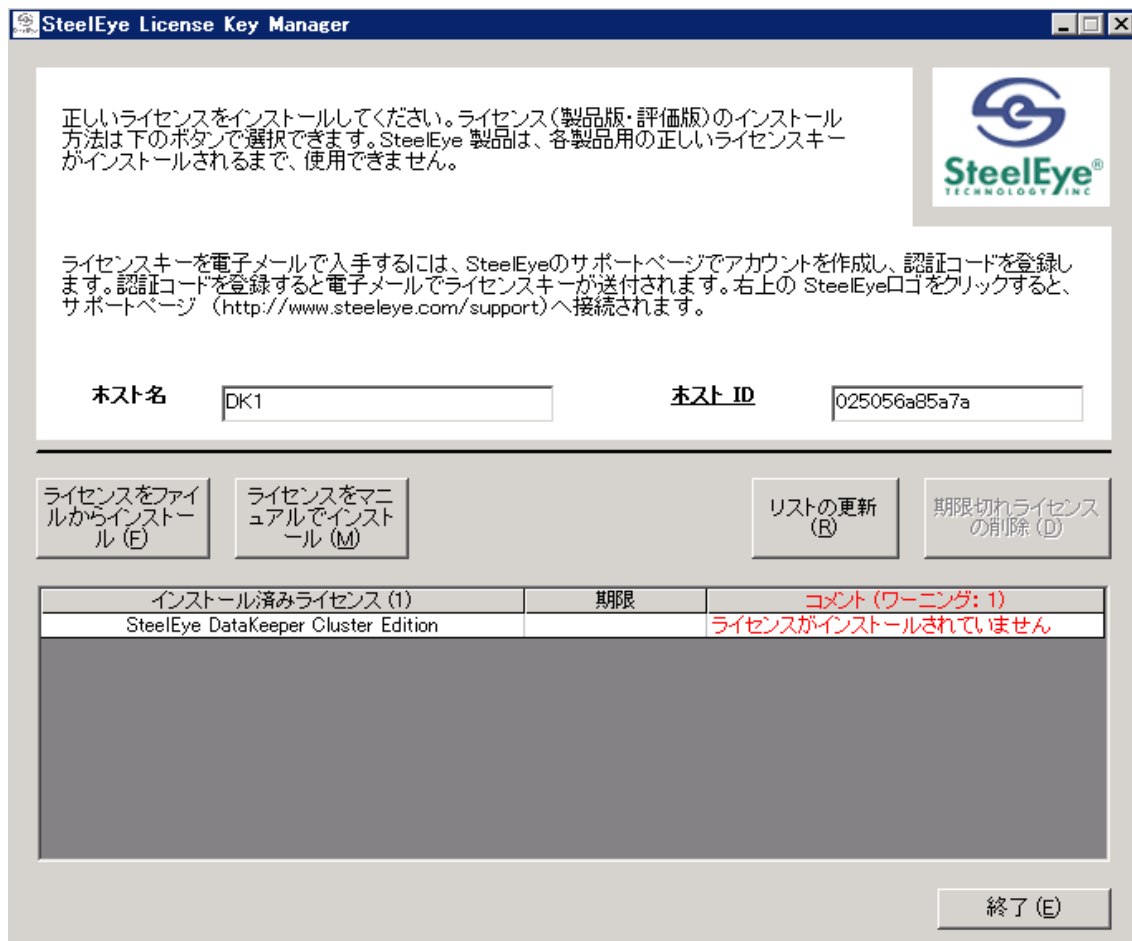 SteelEye License Key Manager
正しいライセンスをインストールしてください。ライセンス(製品版・評価版)のインストール
方法は下のボタンで選択できます。SteelEye 製品は、各製品用の正しいライセンスキー
がインストールされるまで、使用できません。
SteelEye®
TECHNOLOGY INC
ライセンスキーを電子メールで入手するには、SteelEyeのサポートページでアカウントを作成し、認証コードを登録し
ます。認証コードを登録すると電子メールでライセンスキーが送付されます。右上の SteelEyeロゴをクリックすると、
サポートページ (http://www.steeleye.com/support)へ接続されます。
ホスト名 DK1 ホスト ID 025056a85a7a
ライセンスをファイ
ルからインストー
ル (F)
ライセンスをマニ
ュアルでインスト
ール (M)
リストの更新
(R)
期限切れライセンス
の削除 (D)
インストール済みライセンス (1) 期限 コメント (ワーニング: 1)
SteelEye DataKeeper Cluster Edition ライセンスがインストールされていません
終了 (E)